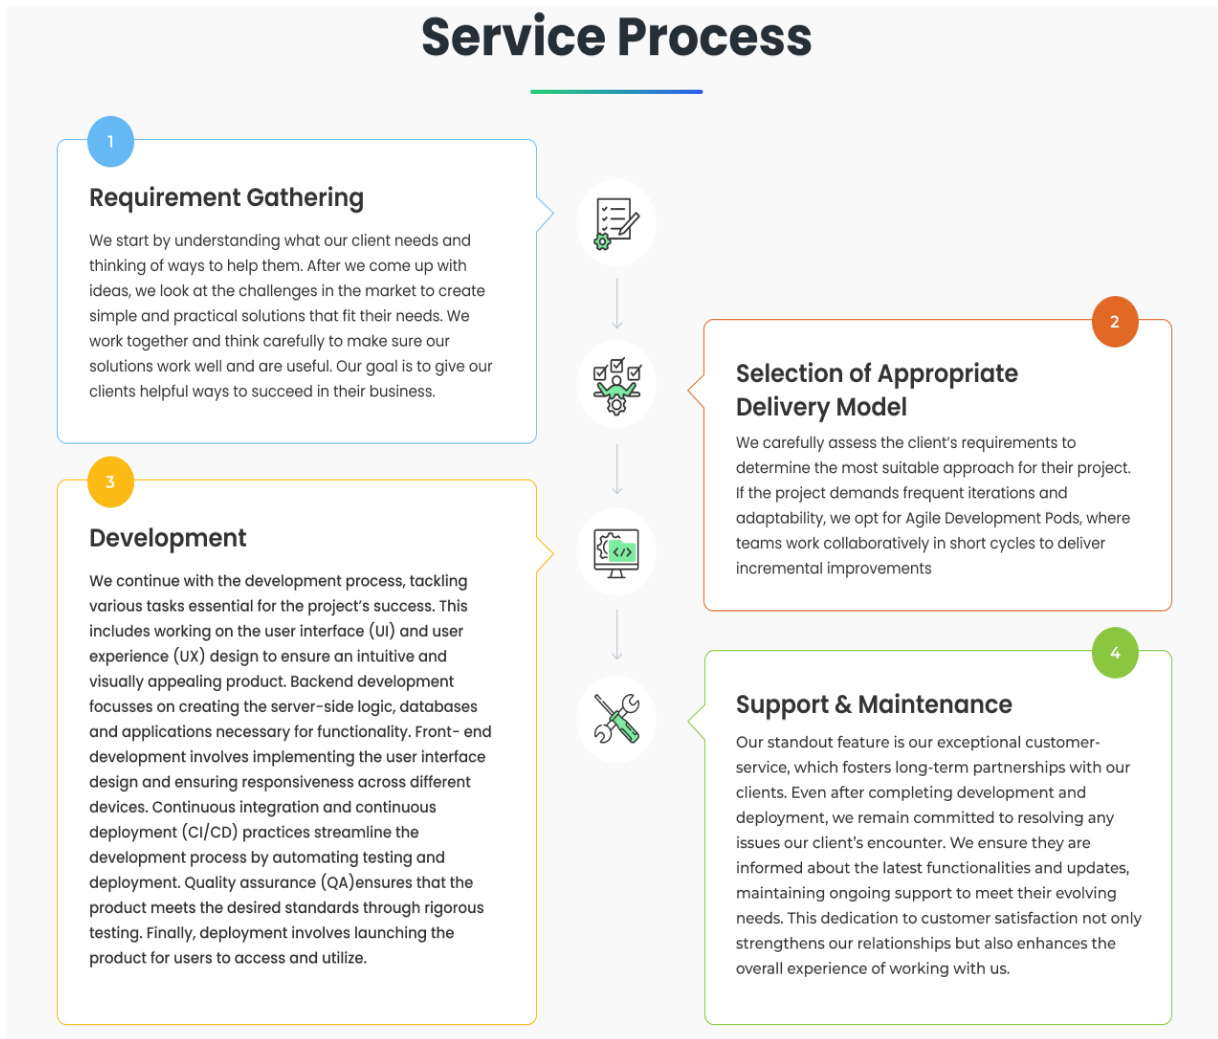 Service Process
1
Requirement Gathering
We start by understanding what our client needs and
thinking of ways to help them. After we come up with
ideas, we look at the challenges in the market to create
simple and practical solutions that fit their needs. We
work together and think carefully to make sure our
solutions work well and are useful. Our goal is to give our
clients helpful ways to succeed in their business.
2
Selection of Appropriate
Delivery Model
We carefully assess the client's requirements to
determine the most suitable approach for their project.
If the project demands frequent iterations and
adaptability, we opt for Agile Development Pods, where
teams work collaboratively in short cycles to deliver
incremental improvements
3
Development
We continue with the development process, tackling
various tasks essential for the project's success. This
includes working on the user interface (UI) and user
experience (UX) design to ensure an intuitive and
visually appealing product. Backend development
focusses on creating the server-side logic, databases
and applications necessary for functionality. Front- end
development involves implementing the user interface
design and ensuring responsiveness across different
devices. Continuous integration and continuous
deployment (CI/CD) practices streamline the
development process by automating testing and
deployment. Quality assurance (QA)ensures that the
product meets the desired standards through rigorous
testing. Finally, deployment involves launching the
product for users to access and utilize.
4
Support & Maintenance
Our standout feature is our exceptional customer-
service, which fosters long-term partnerships with our
clients. Even after completing development and
deployment, we remain committed to resolving any
issues our client's encounter. We ensure they are
informed about the latest functionalities and updates,
maintaining ongoing support to meet their evolving
needs. This dedication to customer satisfaction not only
strengthens our relationships but also enhances the
overall experience of working with us.